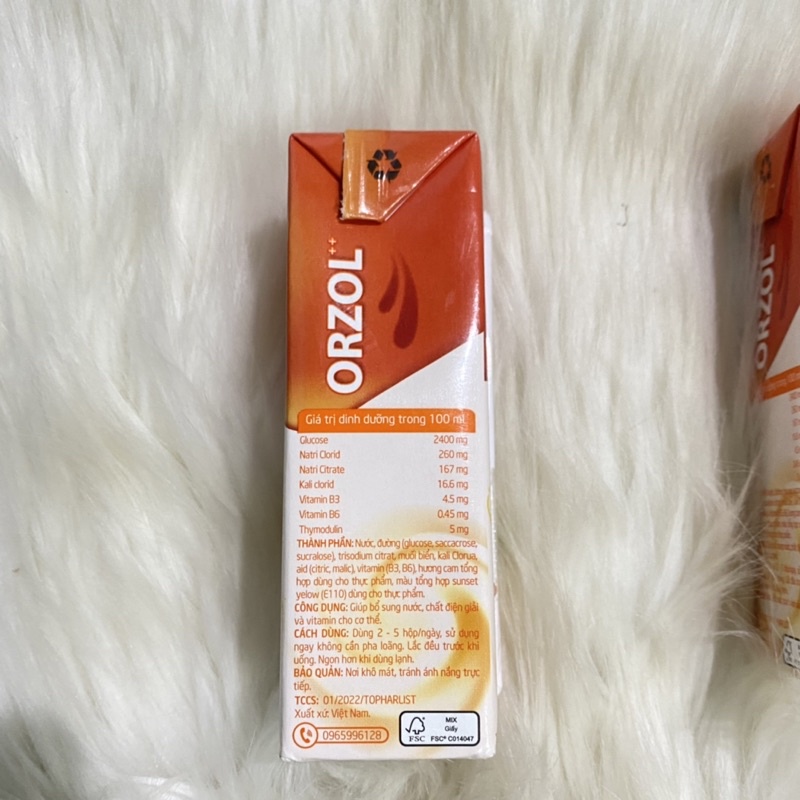 ORZOL++
Giá trị dinh dưỡng trong 100 ml
Glucose 2400 mg
Natri Clorid 260 mg
Natri Citrate 167 mg
Kali clorid 16.6 mg
Vitamin B3 4.5 mg
Vitamin B6 0.45 mg
Thymodulin 5 mg
THÀNH PHẦN: Nước, đường (glucose, saccacrose,
sucralose), trisodium citrat, muối biển, kali Clorua,
aid (citric, malic), vitamin (B3, B6), hương cam tổng
hợp dùng cho thực phẩm, màu tổng hợp sunset
yelow (E110) dùng cho thực phẩm.
CÔNG DỤNG: Giúp bổ sung nước, chất điện giải
và vitamin cho cơ thể.
CÁCH DÙNG: Dùng 2 - 5 hộp/ngày, sử dụng
ngay không cần pha loãng. Lắc đều trước khi
uống. Ngon hơn khi dùng lạnh.
BẢO QUẢN: Nơi khô mát, tránh ánh nắng trực
tiếp.
TCCS: 01/2022/TOPHARLIST
Xuất xứ: Việt Nam.
0965996128
FSC
MIX
Giấy
FSC® C014047
ORZOL